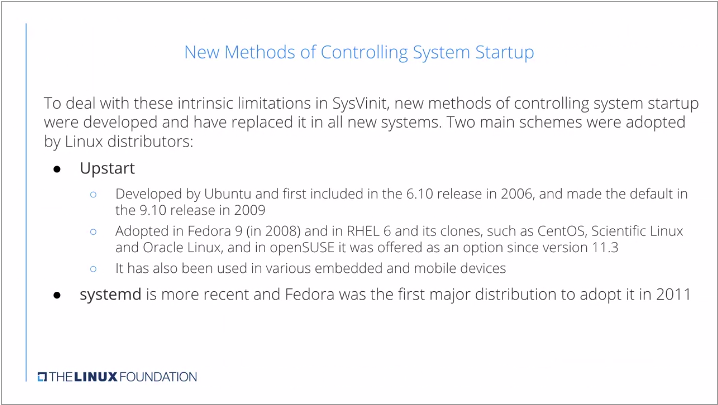 New Methods of Controlling System Startup
To deal with these intrinsic limitations in SysVinit, new methods of controlling system startup
were developed and have replaced it in all new systems. Two main schemes were adopted
by Linux distributors:
● Upstart
○ Developed by Ubuntu and first included in the 6.10 release in 2006, and made the default in
the 9.10 release in 2009
○ Adopted in Fedora 9 (in 2008) and in RHEL 6 and its clones, such as CentOS, Scientific Linux
and Oracle Linux, and in openSUSE it was offered as an option since version 11.3
○ It has also been used in various embedded and mobile devices
● systemd is more recent and Fedora was the first major distribution to adopt it in 2011
THE LINUX FOUNDATION